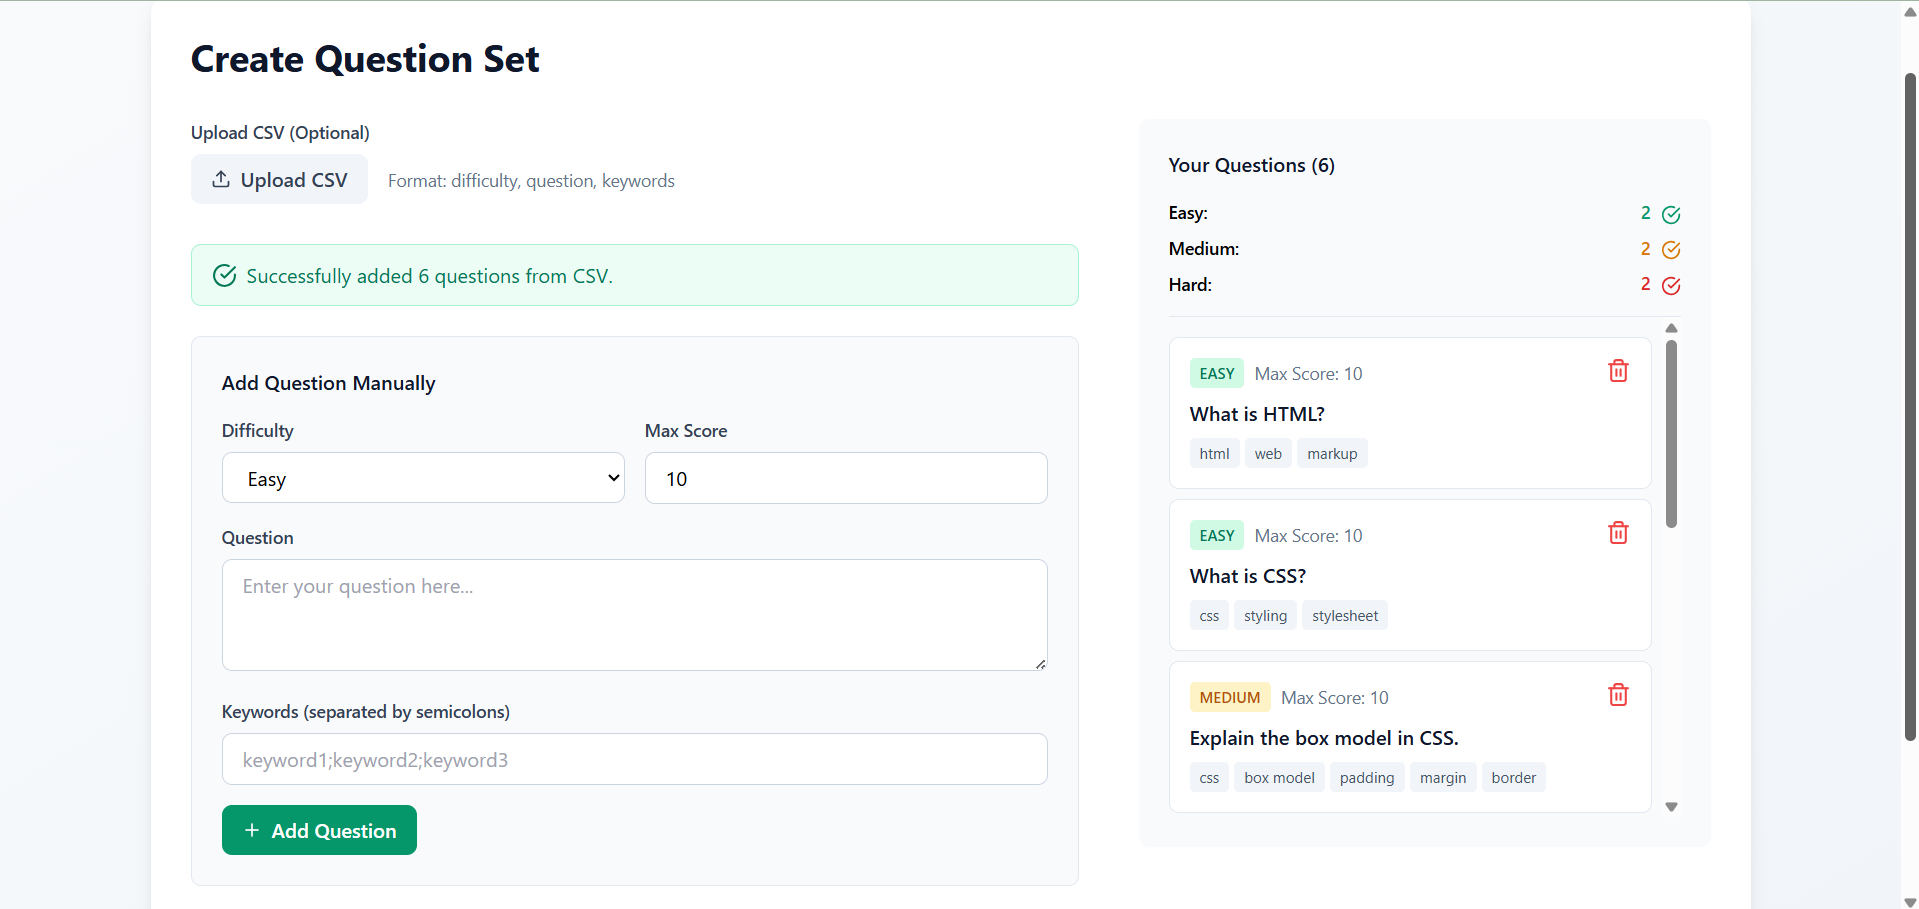 Create Question Set
Upload CSV (Optional)
Upload CSV
Format: difficulty, question, keywords
Successfully added 6 questions from CSV.
Add Question Manually
Difficulty
Max Score
Easy
10
Question
Enter your question here...
Keywords (separated by semicolons)
keyword1;keyword2;keyword3
+ Add Question
Your Questions (6)
Easy: 2
Medium: 2
Hard: 2
EASY Max Score: 10
What is HTML?
html web markup
EASY Max Score: 10
What is CSS?
css styling stylesheet
MEDIUM Max Score: 10
Explain the box model in CSS.
css box model padding margin border